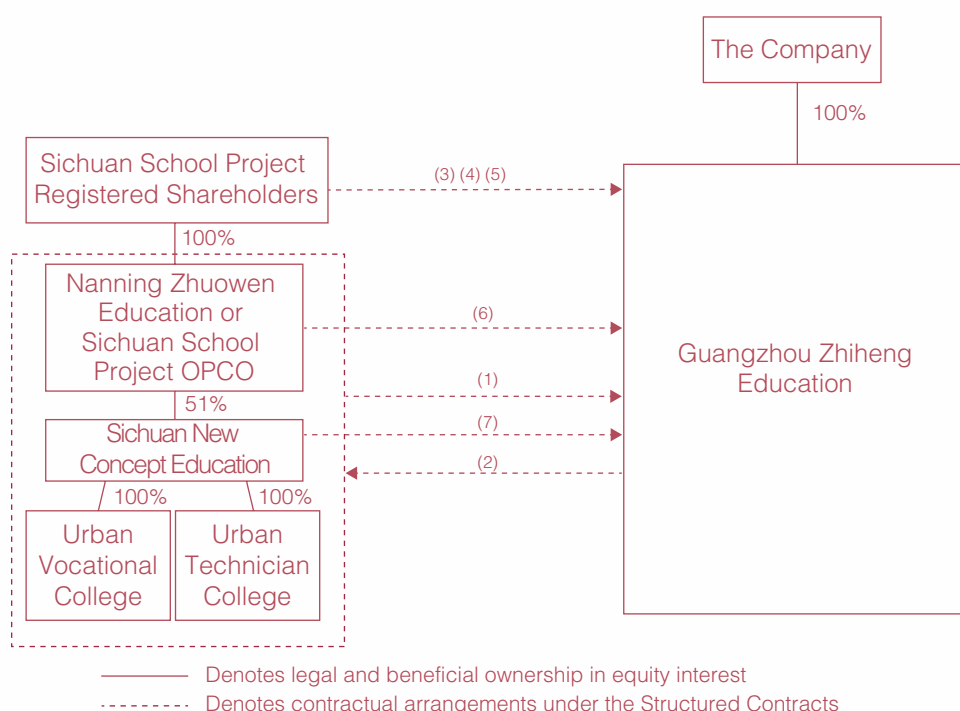 The Company
100%
Sichuan School Project
Registered Shareholders
(3) (4) (5)
100%
Nanning Zhuowen
Education or
Sichuan School
Project OPCO
(6)
Guangzhou Zhiheng
Education
(1)
51%
Sichuan New
Concept Education
(7)
(2)
100%
100%
Urban
Vocational
College
Urban
Technician
College
Denotes legal and beneficial ownership in equity interest
Denotes contractual arrangements under the Structured Contracts